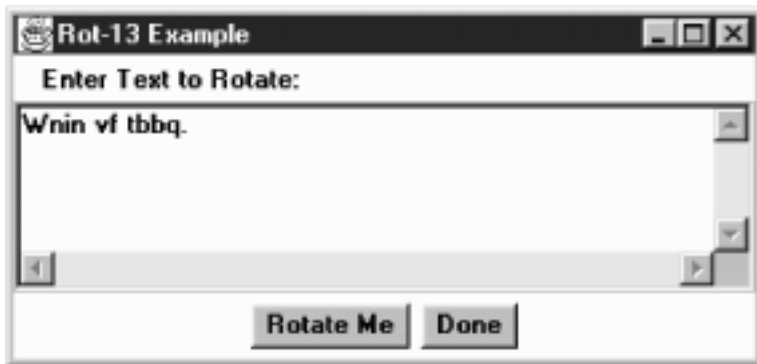 Rot-13 Example
Enter Text to Rotate:
Wnin vf tbbq.
Rotate Me Done